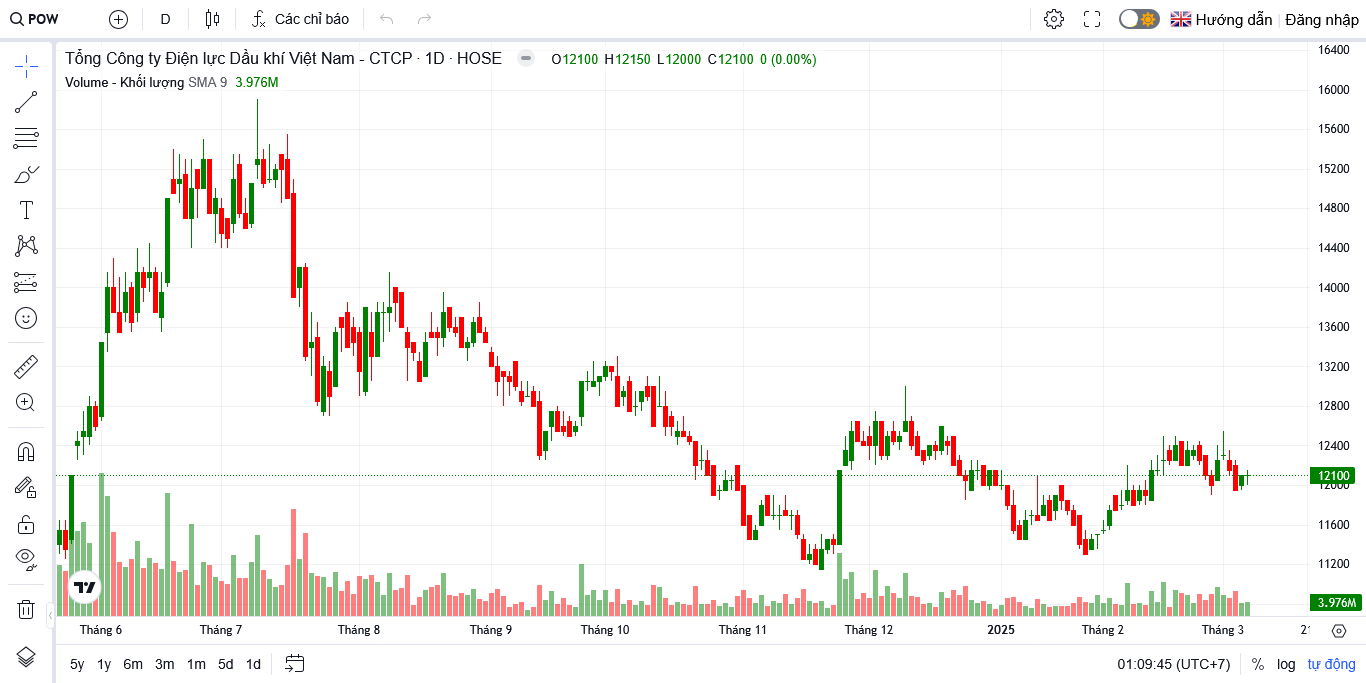 POW D Các chỉ báo Hướng dẫn Đăng nhập
Tổng Công ty Điện lực Dầu khí Việt Nam - CTCP · 1D · HOSE O12100 H12150 L12000 C12100 0 (0.00%)
Volume - Khối lượng SMA 9 3.976M
16400
16000
15600
15200
14800
14400
14000
13600
13200
12800
12400
12100
12000
11600
11200
3.976M
Tháng 6 Tháng 7 Tháng 8 Tháng 9 Tháng 10 Tháng 11 Tháng 12 2025 Tháng 2 Tháng 3 21
5y 1y 6m 3m 1m 5d 1d 01:09:45 (UTC+7) % log tự động